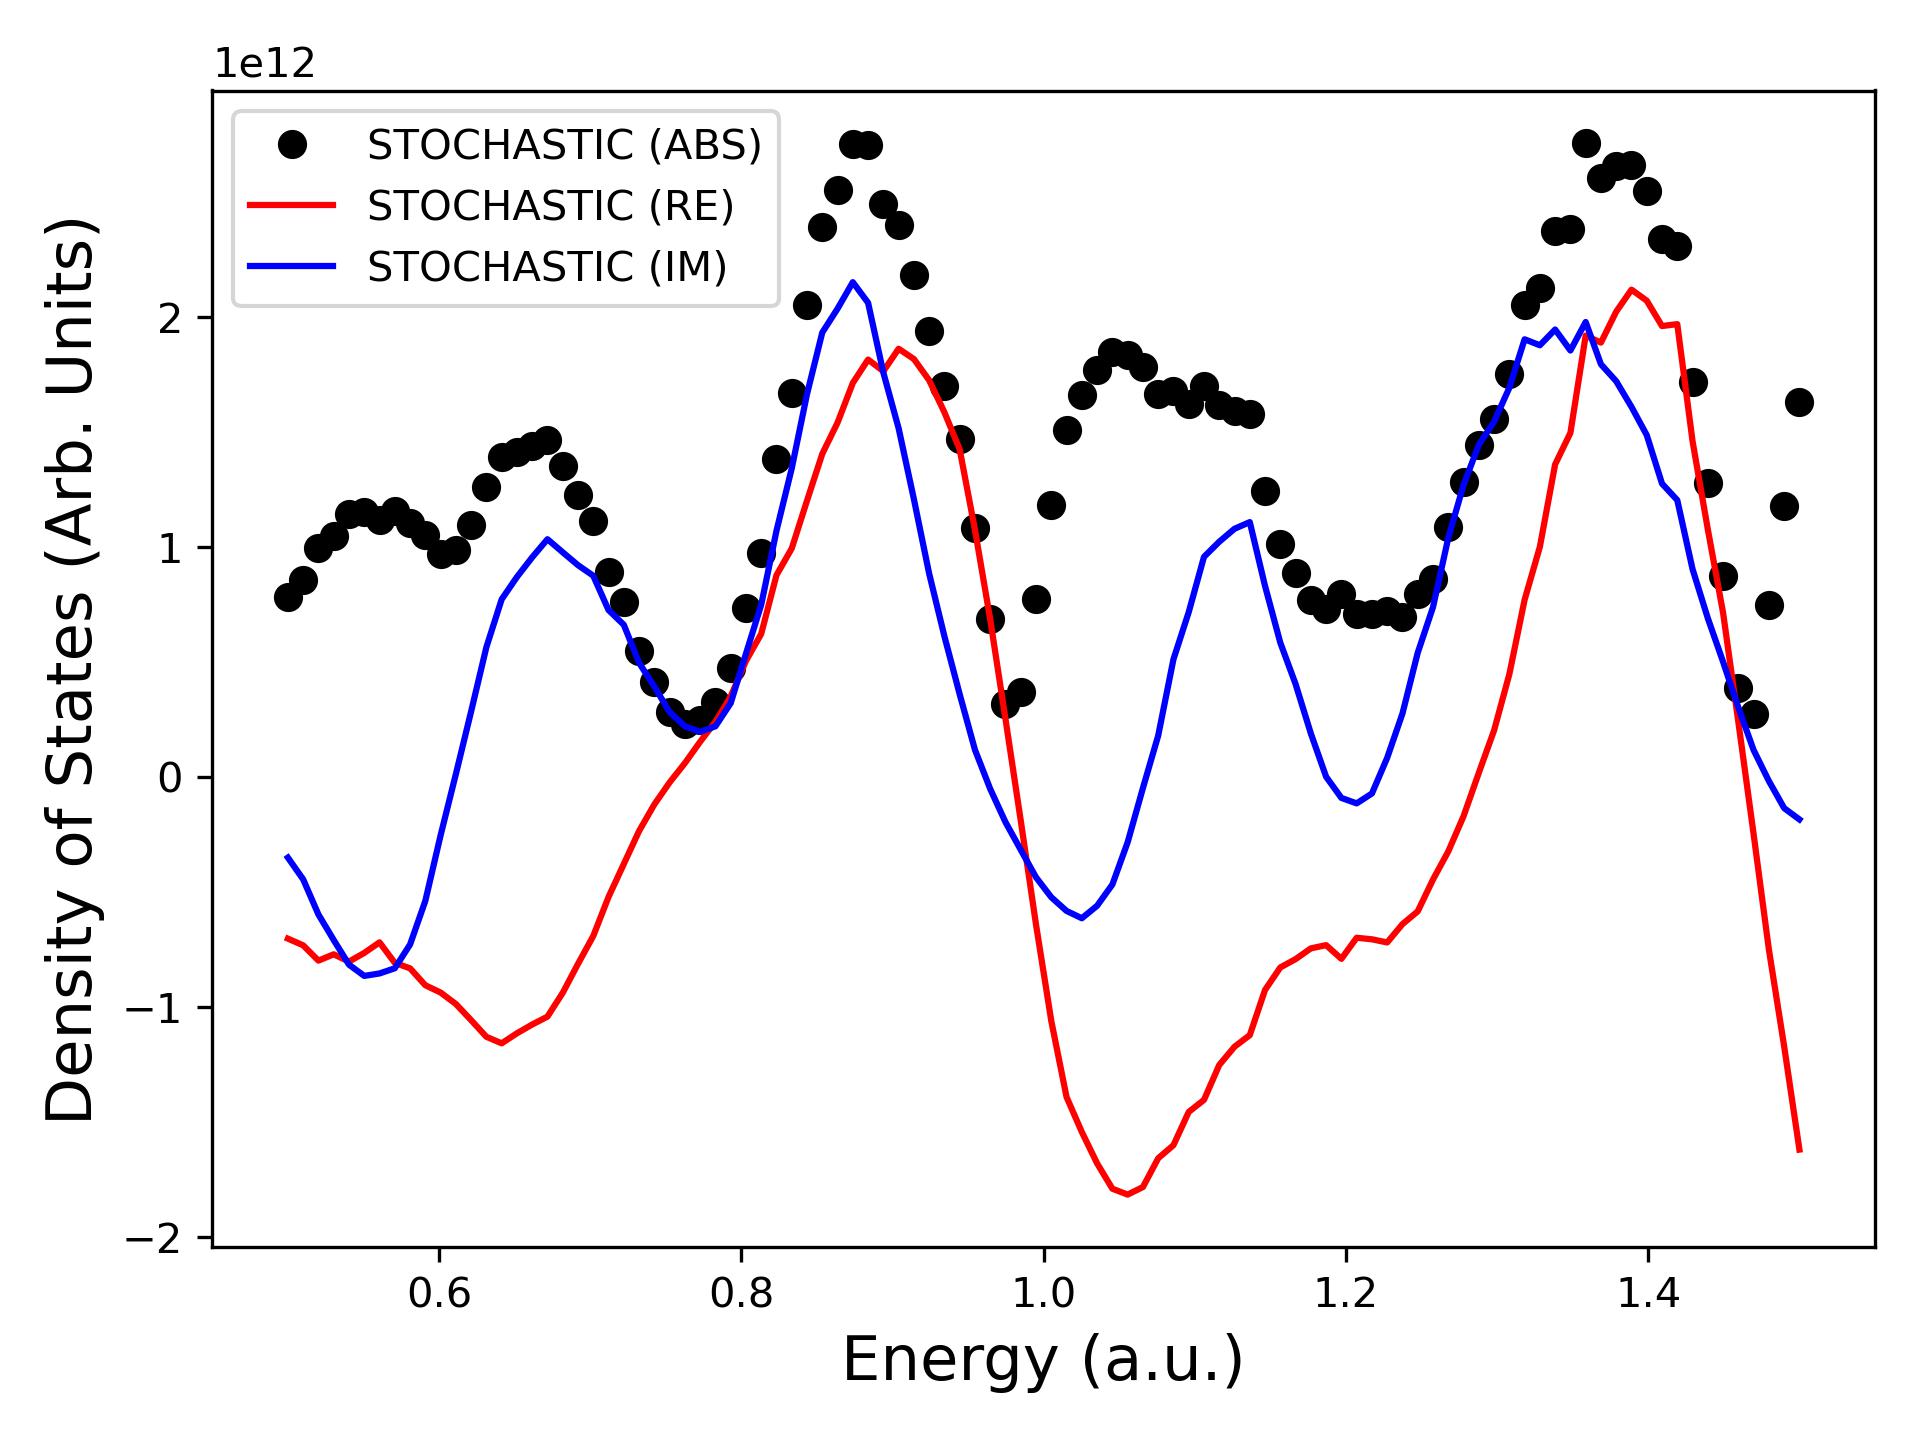 1e12
STOCHASTIC (ABS)
STOCHASTIC (RE)
STOCHASTIC (IM)
Density of States (Arb. Units)
2
1
0
−1
−2
0.6
0.8
1.0
1.2
1.4
Energy (a.u.)